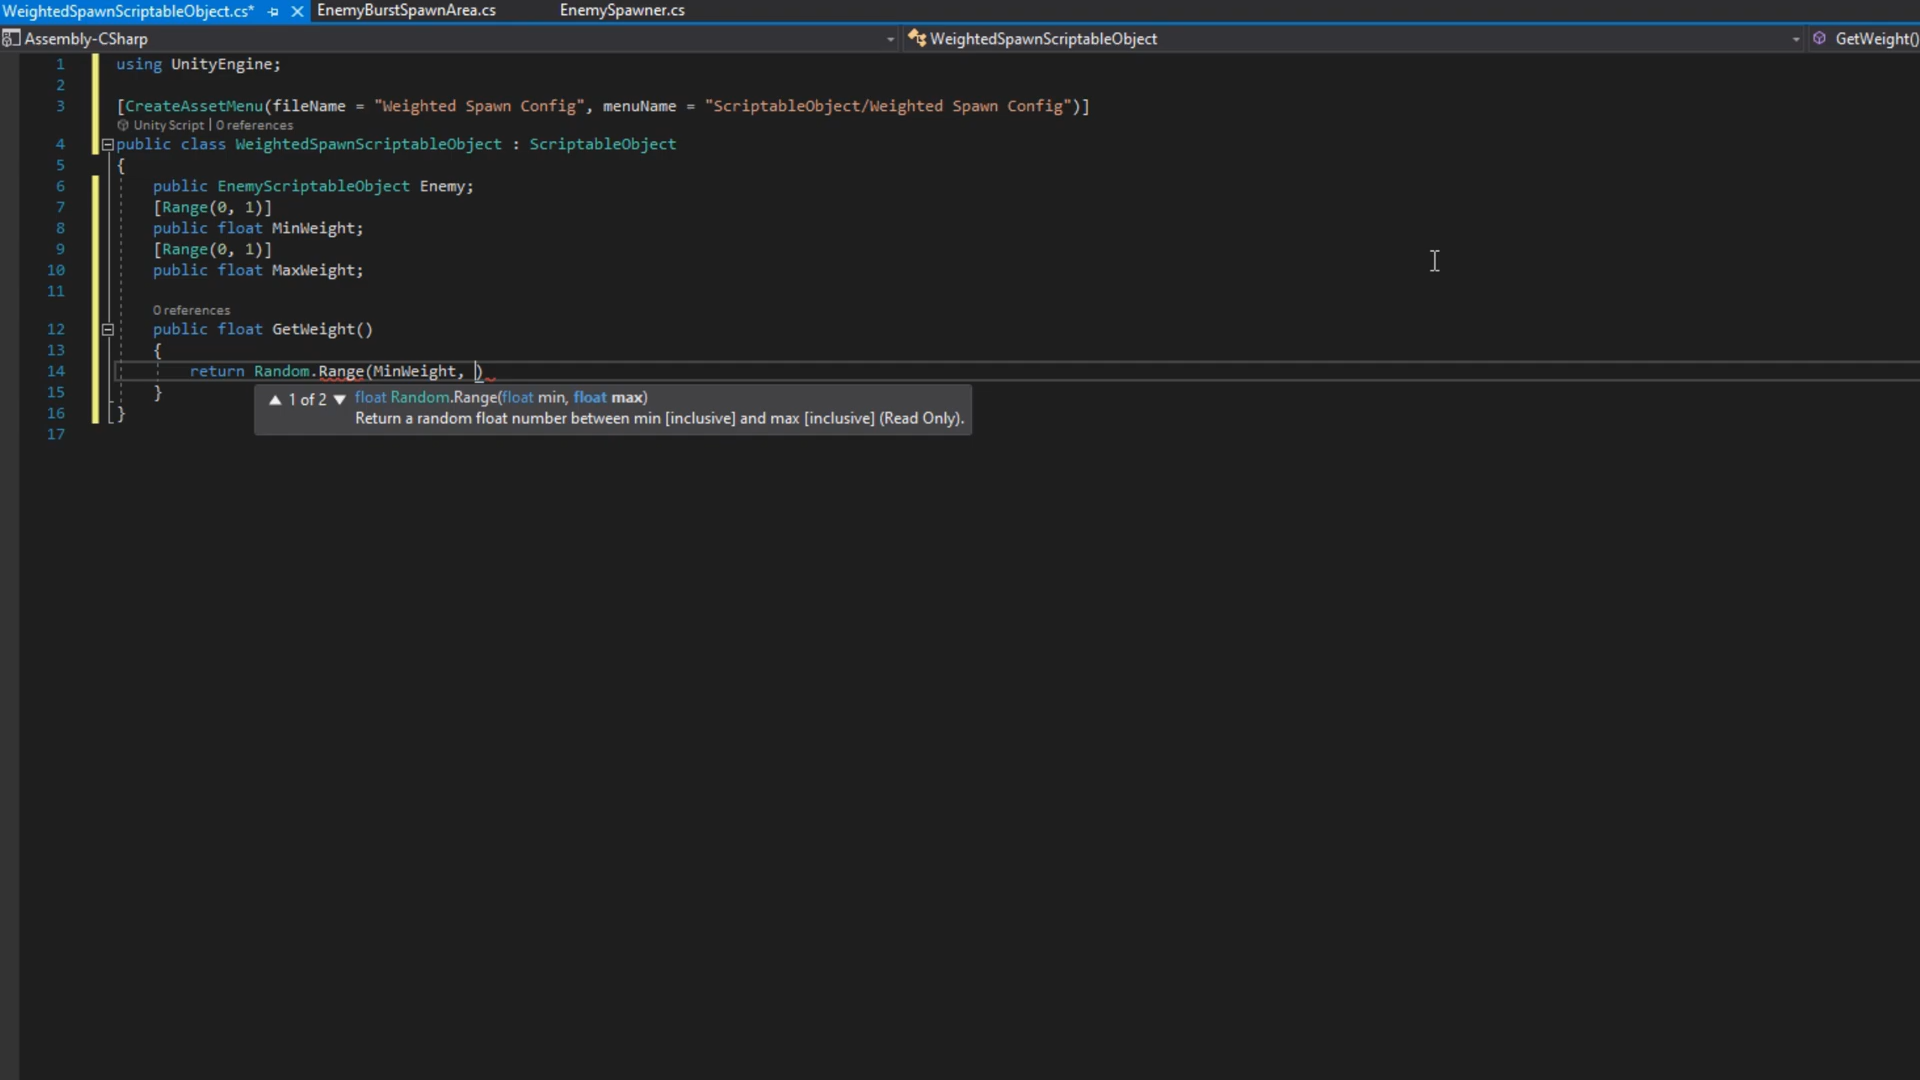 WeightedSpawnScriptableObject.cs* EnemyBurstSpawnArea.cs EnemySpawner.cs
Assembly-CSharp WeightedSpawnScriptableObject GetWeight()
1 using UnityEngine;
2
3 [CreateAssetMenu(fileName = "Weighted Spawn Config", menuName = "ScriptableObject/Weighted Spawn Config")]
Unity Script | 0 references
4 public class WeightedSpawnScriptableObject : ScriptableObject
5 {
6 public EnemyScriptableObject Enemy;
7 [Range(0, 1)]
8 public float MinWeight;
9 [Range(0, 1)]
10 public float MaxWeight;
11
0 references
12 public float GetWeight()
13 {
14 return Random.Range(MinWeight, )
15 }
▲ 1 of 2 ▼ float Random.Range(float min, float max)
Return a random float number between min [inclusive] and max [inclusive] (Read Only).
16 }
17